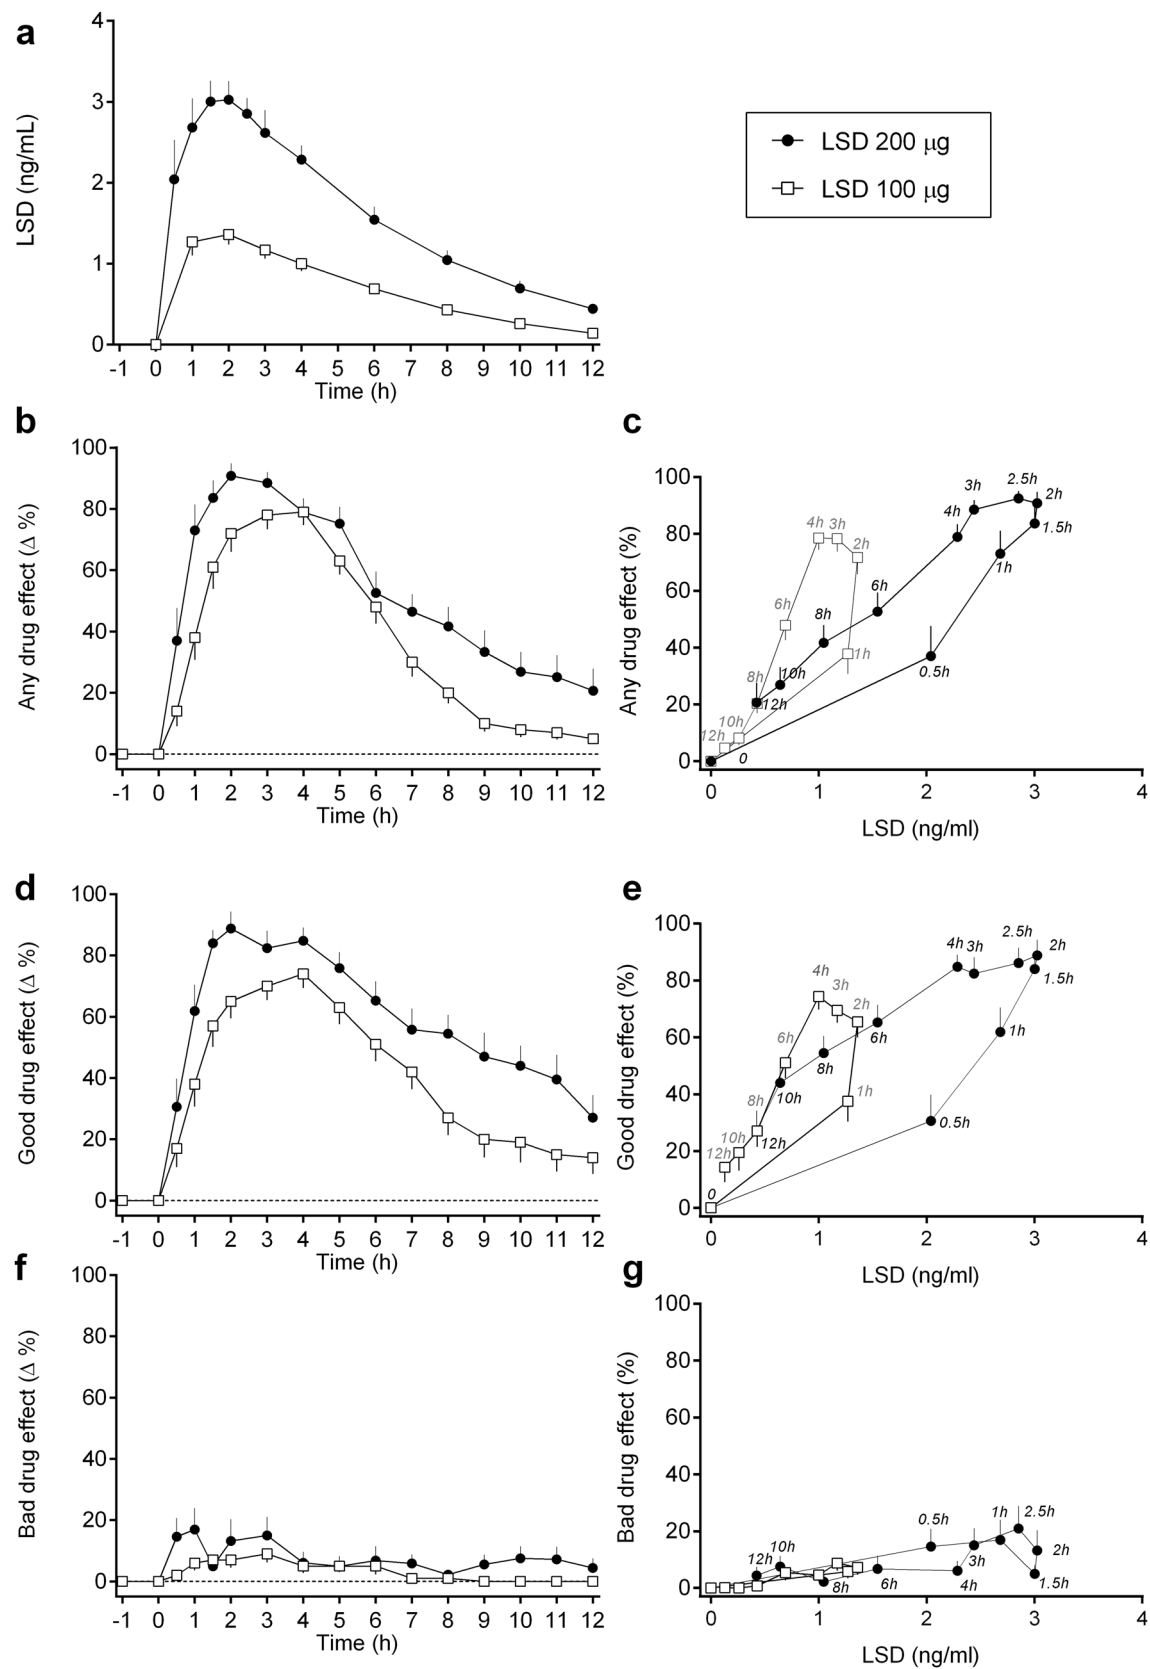 a
LSD (ng/mL)
4
3
2
1
0
-1 0 1 2 3 4 5 6 7 8 9 10 11 12
Time (h)
LSD 200 μg
LSD 100 μg
b
Any drug effect (Δ %)
100
80
60
40
20
0
-1 0 1 2 3 4 5 6 7 8 9 10 11 12
Time (h)
c
Any drug effect (%)
100
80
60
40
20
0
2.5h
3h
2h
4h
1.5h
1h
4h 3h
2h
6h
6h
8h
1h
0.5h
8h
10h
12h
10h
12h
0
0 1 2 3 4
LSD (ng/ml)
d
Good drug effect (Δ %)
100
80
60
40
20
0
-1 0 1 2 3 4 5 6 7 8 9 10 11 12
Time (h)
e
Good drug effect (%)
100
80
60
40
20
0
2.5h
4h 3h
2h
1.5h
4h
3h
2h
1h
6h
6h
8h
10h
1h
8h
0.5h
10h
12h
12h
0
0 1 2 3 4
LSD (ng/ml)
f
Bad drug effect (Δ %)
100
80
60
40
20
0
-1 0 1 2 3 4 5 6 7 8 9 10 11 12
Time (h)
g
Bad drug effect (%)
100
80
60
40
20
0
0.5h
1h
2.5h
10h
12h
3h
2h
8h
6h
4h
1.5h
0 1 2 3 4
LSD (ng/ml)